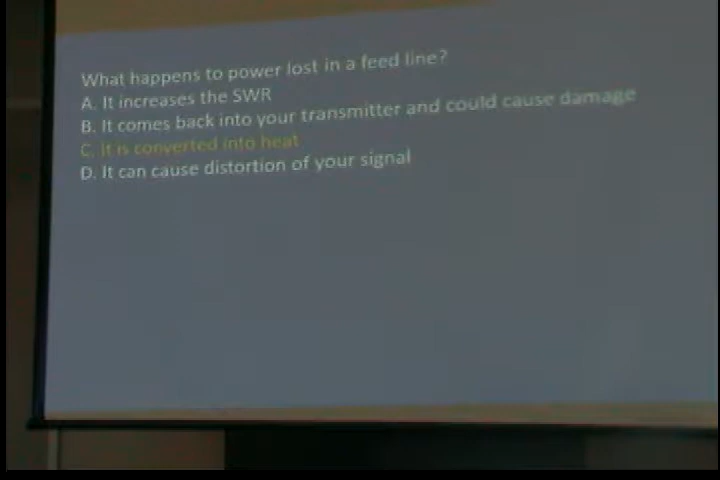 What happens to power lost in a feed line?
A. It increases the SWR
B. It comes back into your transmitter and could cause damage
C. It is converted into heat
D. It can cause distortion of your signal